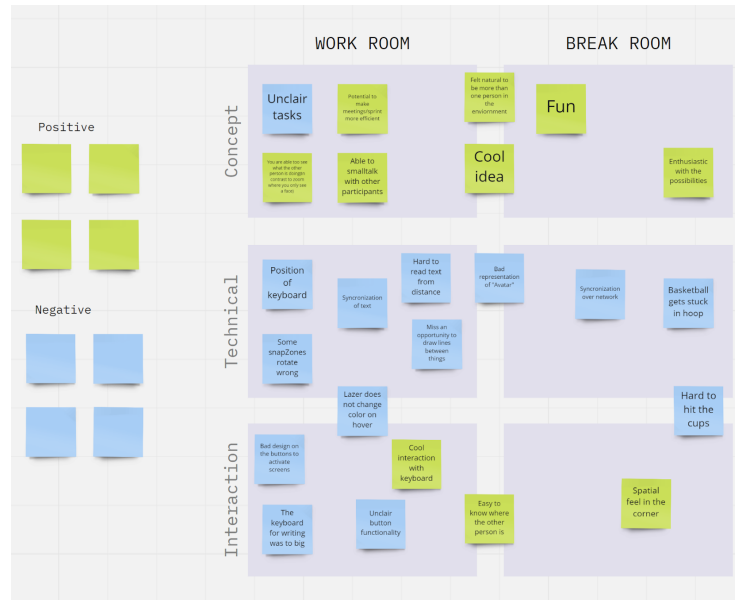 WORK ROOM
BREAK ROOM
Positive
Negative
Concept
Unclair
tasks
Potential to
make
meetings/sprint
more efficient
Felt natural to
be more than
one person in
the enviornment
Fun
You are able too see
what the other
person is doing(in
contrast to zoom
where you only see
a face)
Able to
smalltalk
with other
participants
Cool
idea
Enthusiastic
with the
possibilities
Technical
Position
of
keyboard
Syncronization
of text
Hard to
read text
from
distance
Bad
representation
of "Avatar"
Syncronization
over network
Basketball
gets stuck
in hoop
Some
snapZones
rotate
wrong
Miss an
opportunity to
draw lines
between
things
Lazer does
not change
color on
hover
Hard to
hit the
cups
Interaction
Bad design on
the buttons to
activate
screens
Cool
interaction
with
keyboard
The
keyboard
for writing
was to big
Unclair
button
functionality
Easy to
know where
the other
person is
Spatial
feel in the
corner